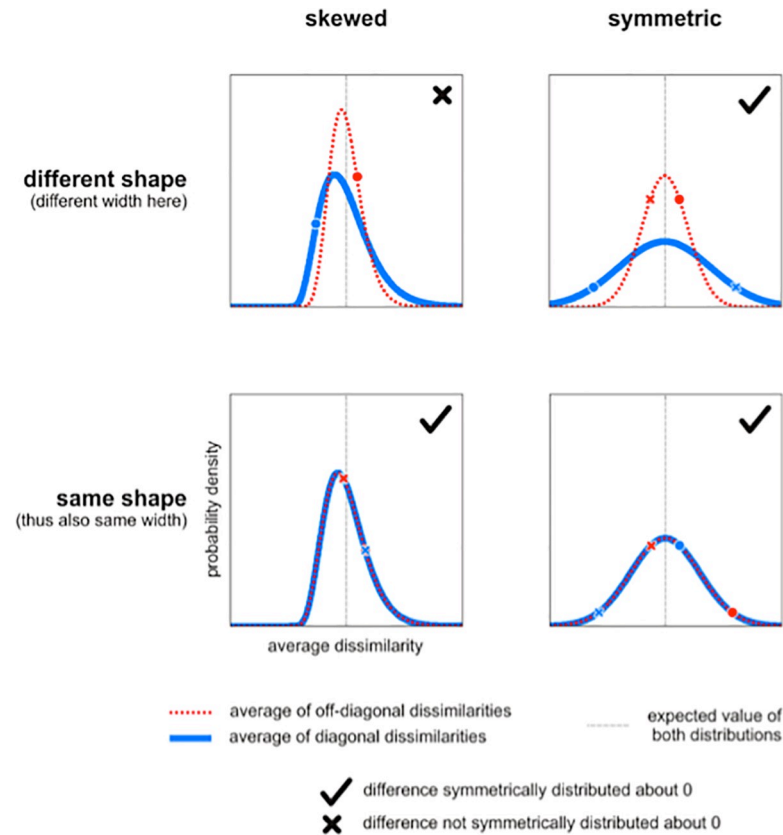 skewed
symmetric
different shape
(different width here)
same shape
(thus also same width)
probability density
average dissimilarity
average of off-diagonal dissimilarities
average of diagonal dissimilarities
expected value of
both distributions
difference symmetrically distributed about 0
difference not symmetrically distributed about 0